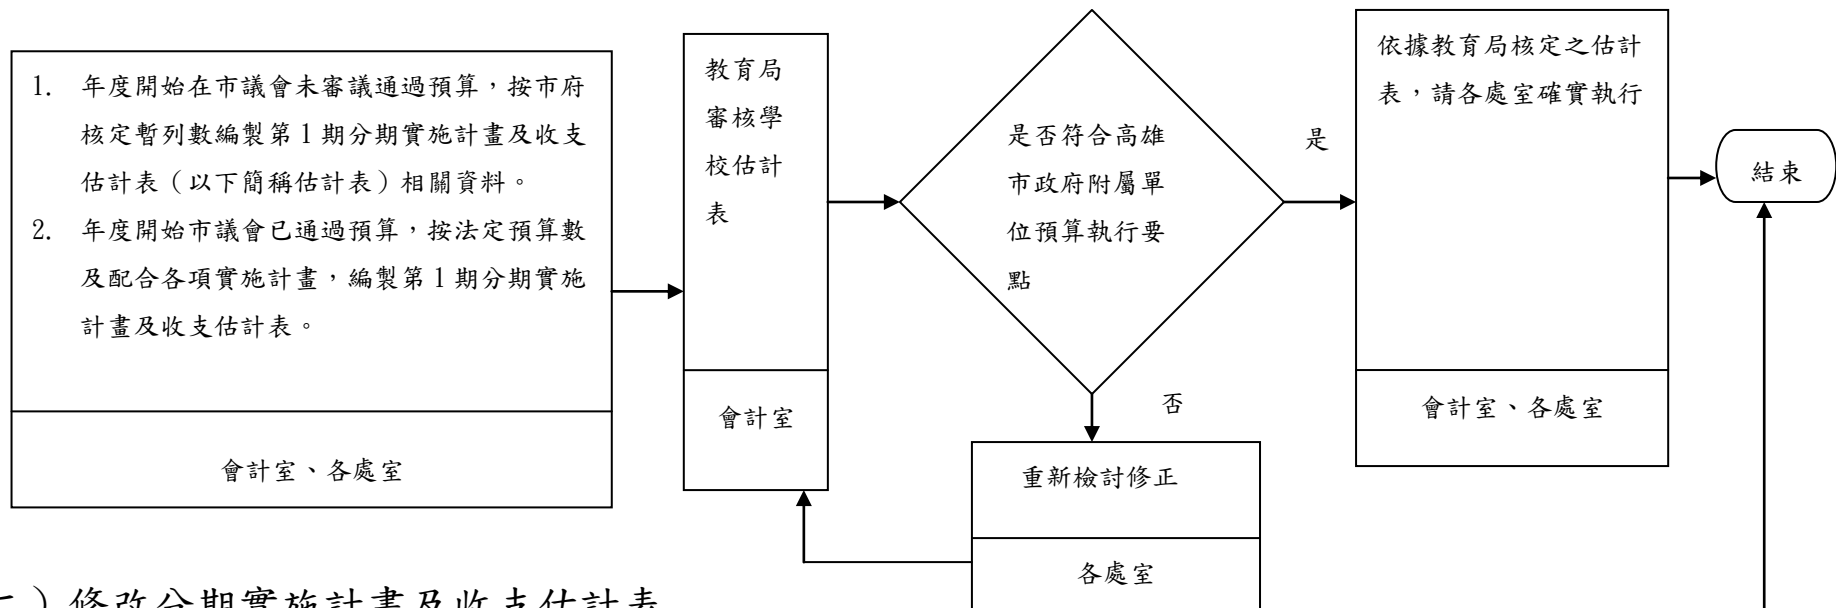 1. 年度開始在市議會未審議通過預算，按市府
核定暫列數編製第1期分期實施計畫及收支
估計表（以下簡稱估計表）相關資料。
2. 年度開始市議會已通過預算，按法定預算數
及配合各項實施計畫，編製第1期分期實施
計畫及收支估計表。
會計室、各處室
教育局
審核學
校估計
表
會計室
是否符合高雄
市政府附屬單
位預算執行要
點
是
否
重新檢討修正
各處室
依據教育局核定之估計
表，請各處室確實執行
會計室、各處室
結束
）修改分期實施計畫及收支估計表